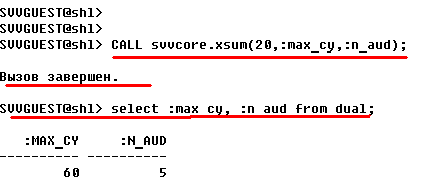 SVVGUEST@shl>
SVVGUEST@shl>
SVVGUEST@shl> CALL svvcore.xsum(20,:max_cy,:n_aud);
Вызов завершен.
SVVGUEST@shl> select :max_cy, :n_aud from dual;
:MAX_CY :N_AUD
---------- ----------
60 5